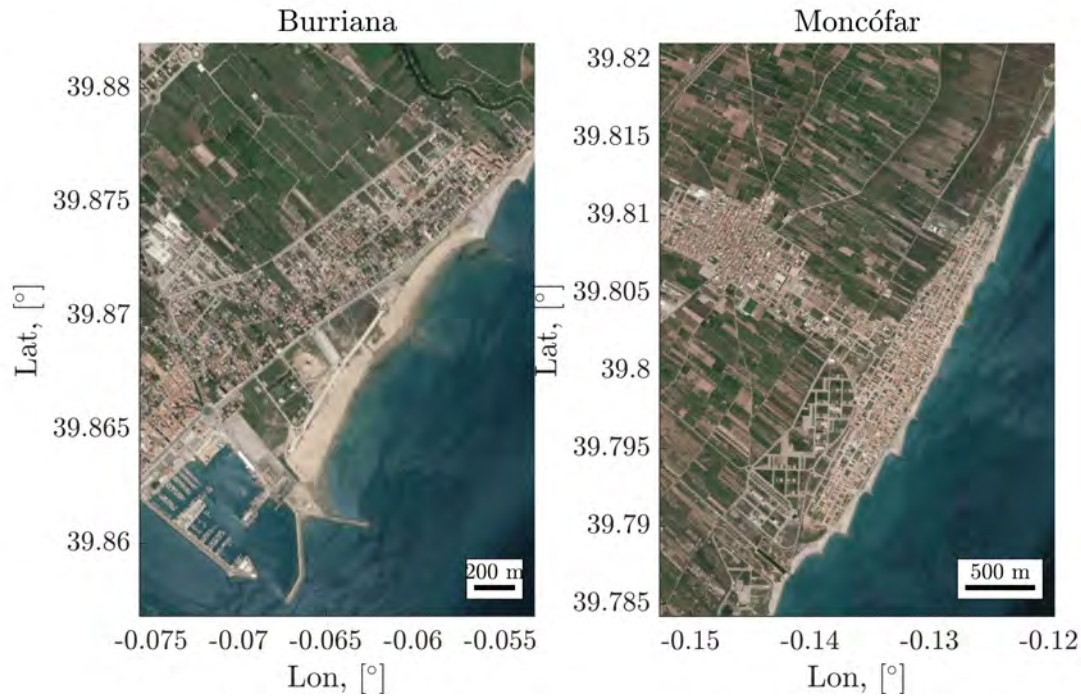 Burriana
39.88
39.875
39.87
39.865
39.86
Lat, [°]
200 m
-0.075 -0.07 -0.065 -0.06 -0.055
Lon, [°]
Moncófar
39.82
39.815
39.81
39.805
39.8
39.795
39.79
39.785
Lat, [°]
500 m
-0.15 -0.14 -0.13 -0.12
Lon, [°]